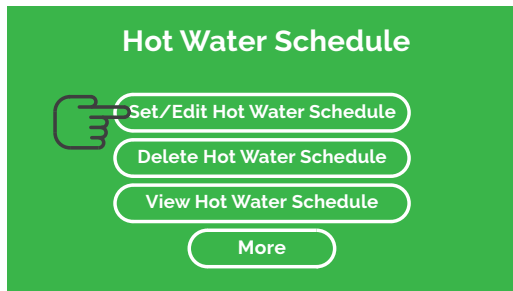 Hot Water Schedule
Set/Edit Hot Water Schedule
Delete Hot Water Schedule
View Hot Water Schedule
More